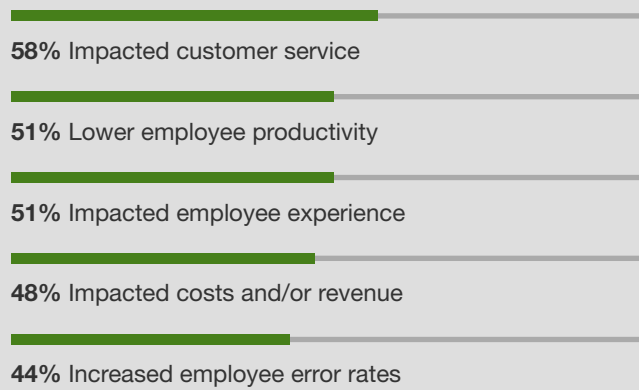 58% Impacted customer service
51% Lower employee productivity
51% Impacted employee experience
48% Impacted costs and/or revenue
44% Increased employee error rates